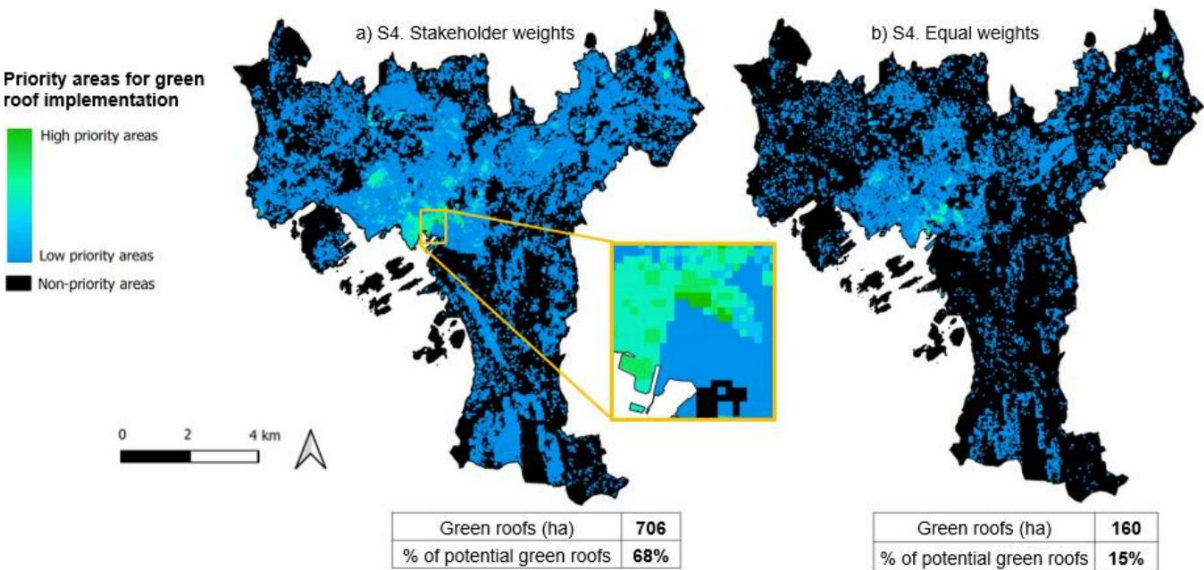 a) S4. Stakeholder weights
b) S4. Equal weights
Priority areas for green
roof implementation
High priority areas
Low priority areas
Non-priority areas
0 2 4 km
Green roofs (ha) 706
% of potential green roofs 68%
Green roofs (ha) 160
% of potential green roofs 15%